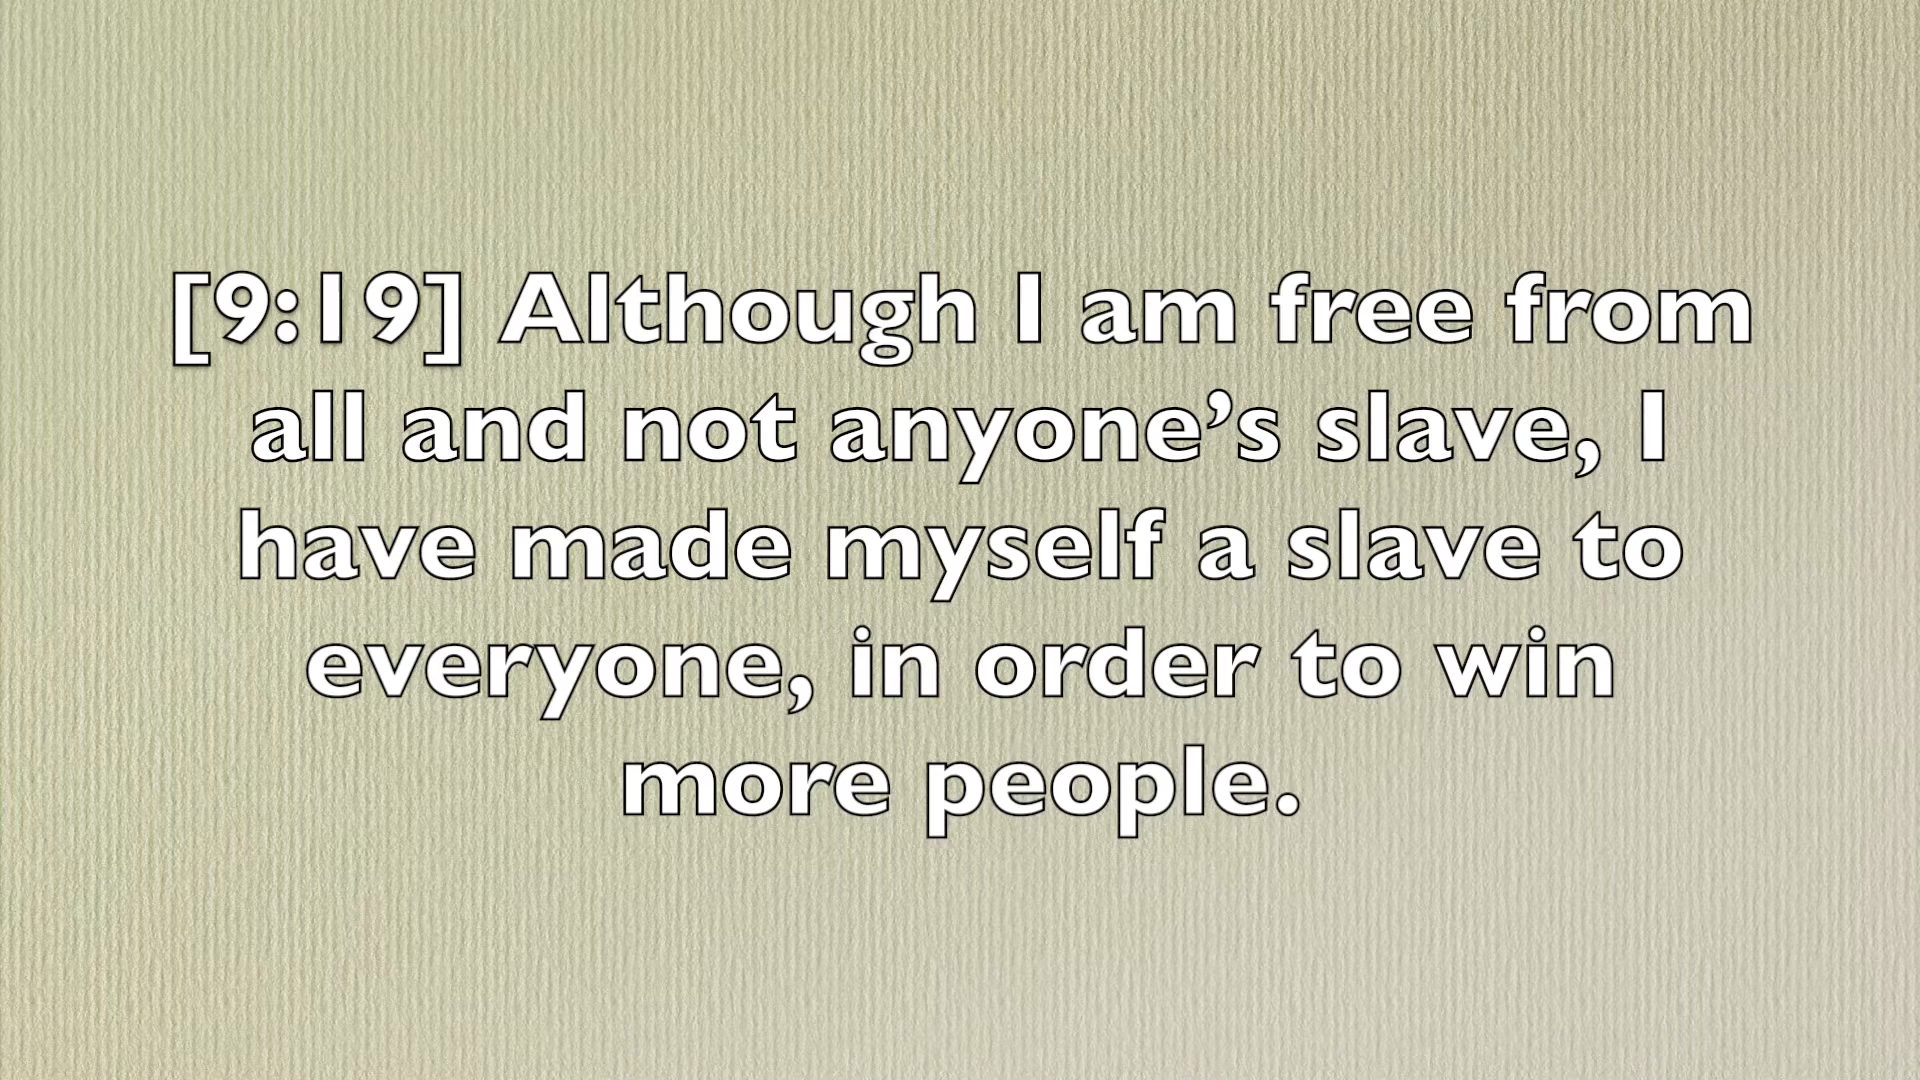 [9:19] Although I am free from
all and not anyone’s slave, I
have made myself a slave to
everyone, in order to win
more people.